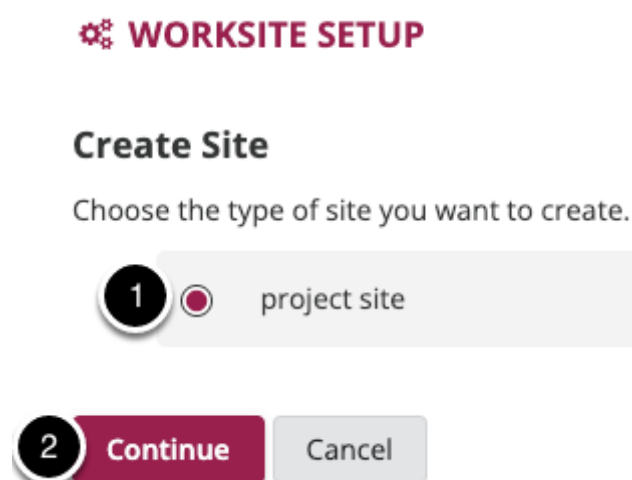 WORKSITE SETUP
Create Site
Choose the type of site you want to create.
1 project site
2 Continue Cancel